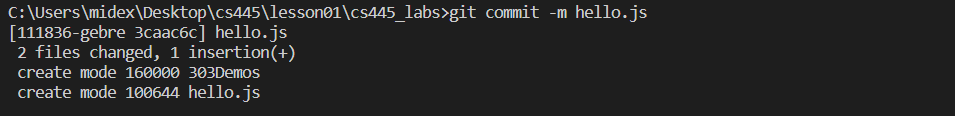 C:\Users\midex\Desktop\cs445\lesson01\cs445_labs>git commit -m hello.js
[111836-gebre 3caac6c] hello.js
 2 files changed, 1 insertion(+)
 create mode 160000 303Demos
 create mode 100644 hello.js